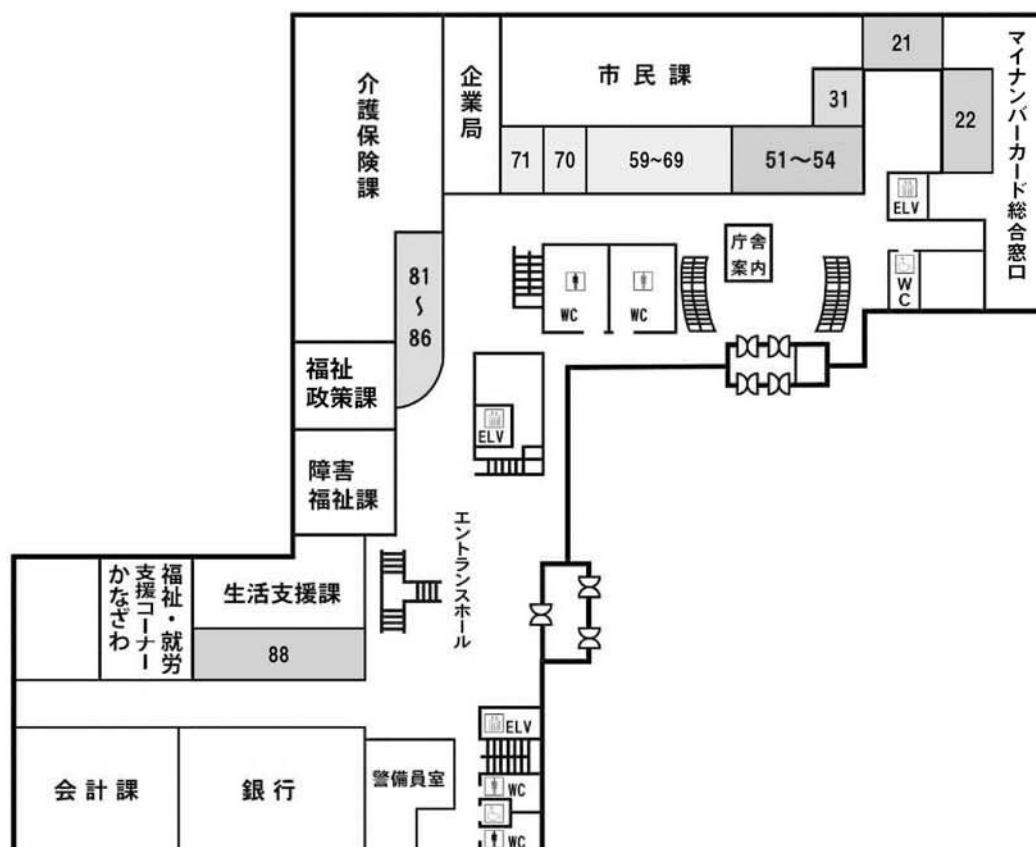 介護保険課
企業局
市民課
21
31
22
マイナンバーカード総合窓口
71
70
59~69
51～54
ELV
庁舎
案内
81
～
86
WC
WC
WC
福祉
政策課
ELV
障害
福祉課
エントランスホール
福祉・就労
支援コーナー
かなざわ
生活支援課
88
ELV
会計課
銀行
警備員室
WC
WC